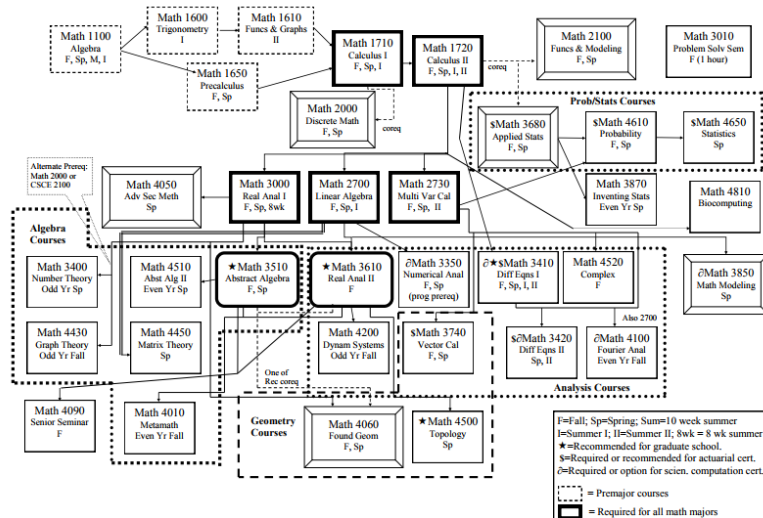 Math 1100
Algebra
F, Sp, M, I
Math 1600
Trigonometry
I
Math 1610
Funcs & Graphs
II
Math 1650
Precalculus
F, Sp
Math 1710
Calculus I
F, Sp, I
Math 1720
Calculus II
F, Sp, I, II
coreq
Math 2100
Funcs & Modeling
F, Sp
Math 3010
Problem Solv Sem
F (1 hour)
Math 2000
Discrete Math
F, Sp
coreq
Prob/Stats Courses
$Math 3680
Applied Stats
F, Sp
$Math 4610
Probability
F, Sp
$Math 4650
Statistics
Sp
Alternate Prereq:
Math 2000 or
CSCE 2100
Math 4050
Adv Sec Meth
Sp
Math 3000
Real Anal I
F, Sp, 8wk
Math 2700
Linear Algebra
F, Sp, I
Math 2730
Multi Var Cal
F, Sp, II
Math 3870
Inventing Stats
Even Yr Sp
Math 4810
Biocomputing
Algebra
Courses
Math 3400
Number Theory
Odd Yr Sp
Math 4510
Abst Alg II
Even Yr Sp
★Math 3510
Abstract Algebra
F, Sp
★Math 3610
Real Anal II
F
∂Math 3350
Numerical Anal
F, Sp
(prog prereq)
∂★$Math 3410
Diff Eqns I
F, Sp, I, II
Math 4520
Complex
F
∂Math 3850
Math Modeling
Sp
Math 4430
Graph Theory
Odd Yr Fall
Math 4450
Matrix Theory
Sp
Math 4200
Dynam Systems
Odd Yr Fall
$Math 3740
Vector Cal
F, Sp
Also 2700
$∂Math 3420
Diff Eqns II
Sp, II
∂Math 4100
Fourier Anal
Even Yr Fall
One of
Rec coreq
Analysis Courses
Math 4090
Senior Seminar
F
Math 4010
Metamath
Even Yr Fall
Geometry
Courses
Math 4060
Found Geom
F, Sp
★Math 4500
Topology
Sp
F=Fall; Sp=Spring; Sum=10 week summer
I=Summer I; II=Summer II; 8wk = 8 wk summer
★=Recommended for graduate school.
$=Required or recommended for actuarial cert.
∂=Required or option for scien. computation cert.
= Premajor courses
= Required for all math majors